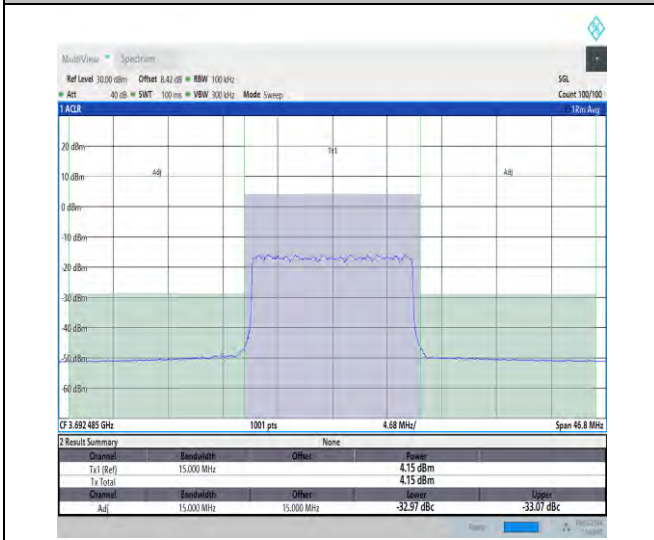 MultiView Spectrum
Ref Level 30.00 dBm Offset 8.42 dB RBW 100 kHz SGL
Att 40 dB SWT 100 ms VBW 300 kHz Mode Sweep Count 100/100
1 ACLR 1Rm Avg
Tx1
20 dBm
Adj Adj
10 dBm
0 dBm
-10 dBm
-20 dBm
-30 dBm
-40 dBm
-50 dBm
-60 dBm
CF 3.692 485 GHz 1001 pts 4.68 MHz/ Span 46.8 MHz
2 Result Summary None
Channel Bandwidth Offset Power
Tx1 (Ref) 15.000 MHz 4.15 dBm
Tx Total 4.15 dBm
Channel Bandwidth Offset Lower Upper
Adj 15.000 MHz 15.000 MHz -32.97 dBc -33.07 dBc